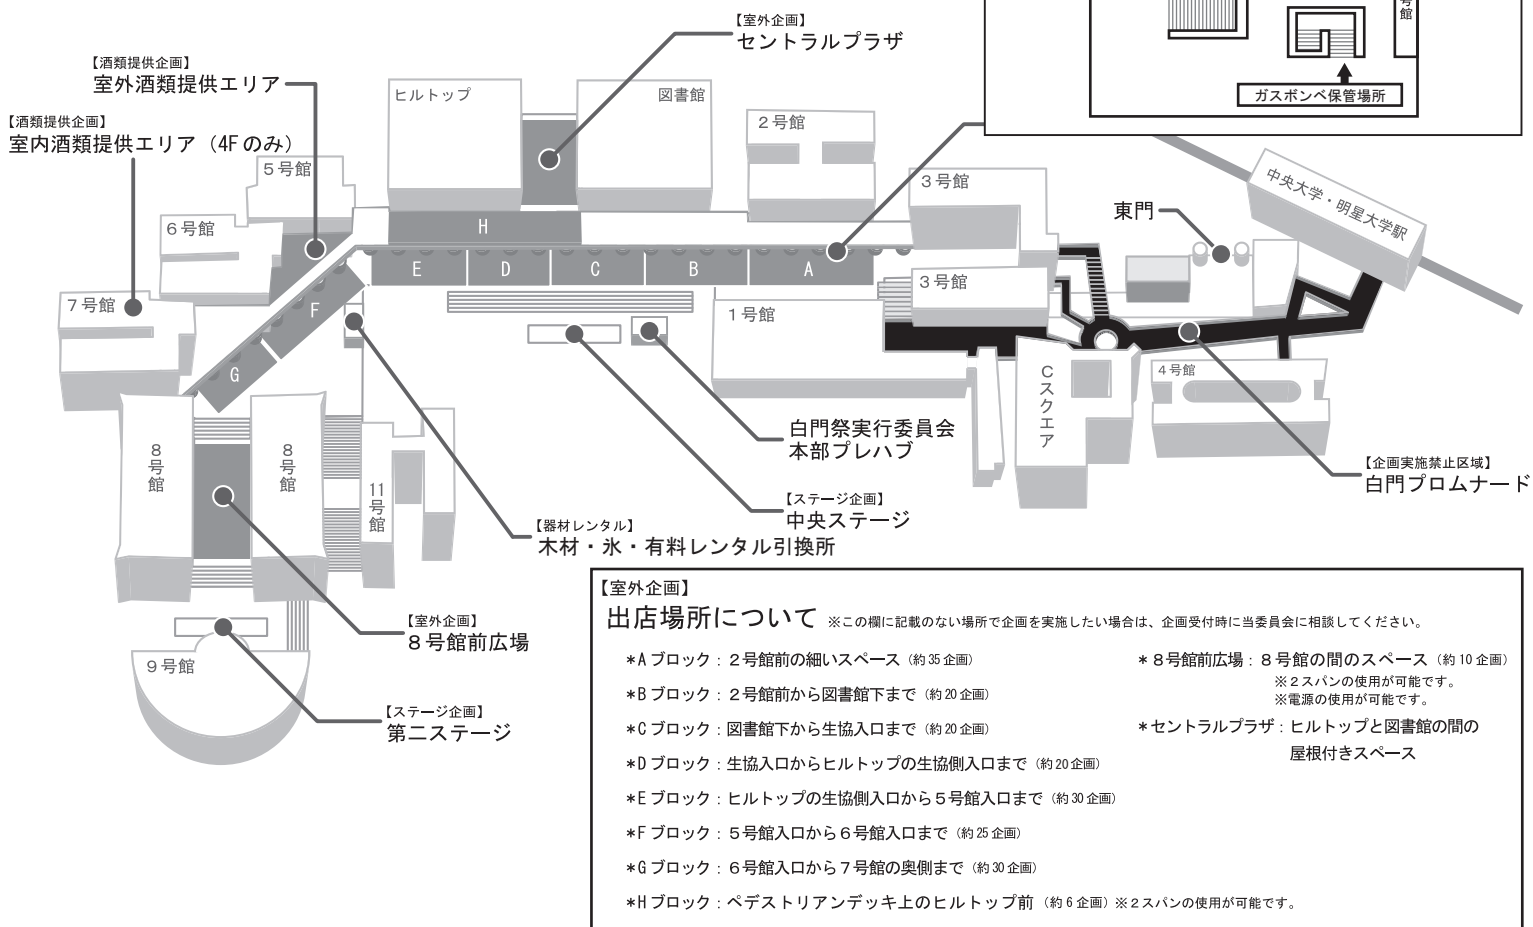 【室外企画】
セントラルプラザ
【酒類提供企画】
室外酒類提供エリア
【酒類提供企画】
室内酒類提供エリア（4Fのみ）
号館
ガスボンベ保管場所
ヒルトップ
図書館
２号館
３号館
中央大学・明星大学駅
東門
５号館
６号館
７号館
H
E
D
C
B
A
F
G
３号館
１号館
Cスクエア
４号館
８号館
８号館
11号館
９号館
白門祭実行委員会
本部プレハブ
【ステージ企画】
中央ステージ
【器材レンタル】
木材・氷・有料レンタル引換所
【企画実施禁止区域】
白門プロムナード
【室外企画】
８号館前広場
【ステージ企画】
第二ステージ
【室外企画】
出店場所について ※この欄に記載のない場所で企画を実施したい場合は、企画受付時に当委員会に相談してください。
＊Aブロック：２号館前の細いスペース（約35企画）
＊Bブロック：２号館前から図書館下まで（約20企画）
＊Cブロック：図書館下から生協入口まで（約20企画）
＊Dブロック：生協入口からヒルトップの生協側入口まで（約20企画）
＊Eブロック：ヒルトップの生協側入口から５号館入口まで（約30企画）
＊Fブロック：５号館入口から６号館入口まで（約25企画）
＊Gブロック：６号館入口から７号館の奥側まで（約30企画）
＊Hブロック：ペデストリアンデッキ上のヒルトップ前（約6企画）※２スパンの使用が可能です。
＊８号館前広場：８号館の間のスペース（約10企画）
※２スパンの使用が可能です。
※電源の使用が可能です。
＊セントラルプラザ：ヒルトップと図書館の間の
屋根付きスペース